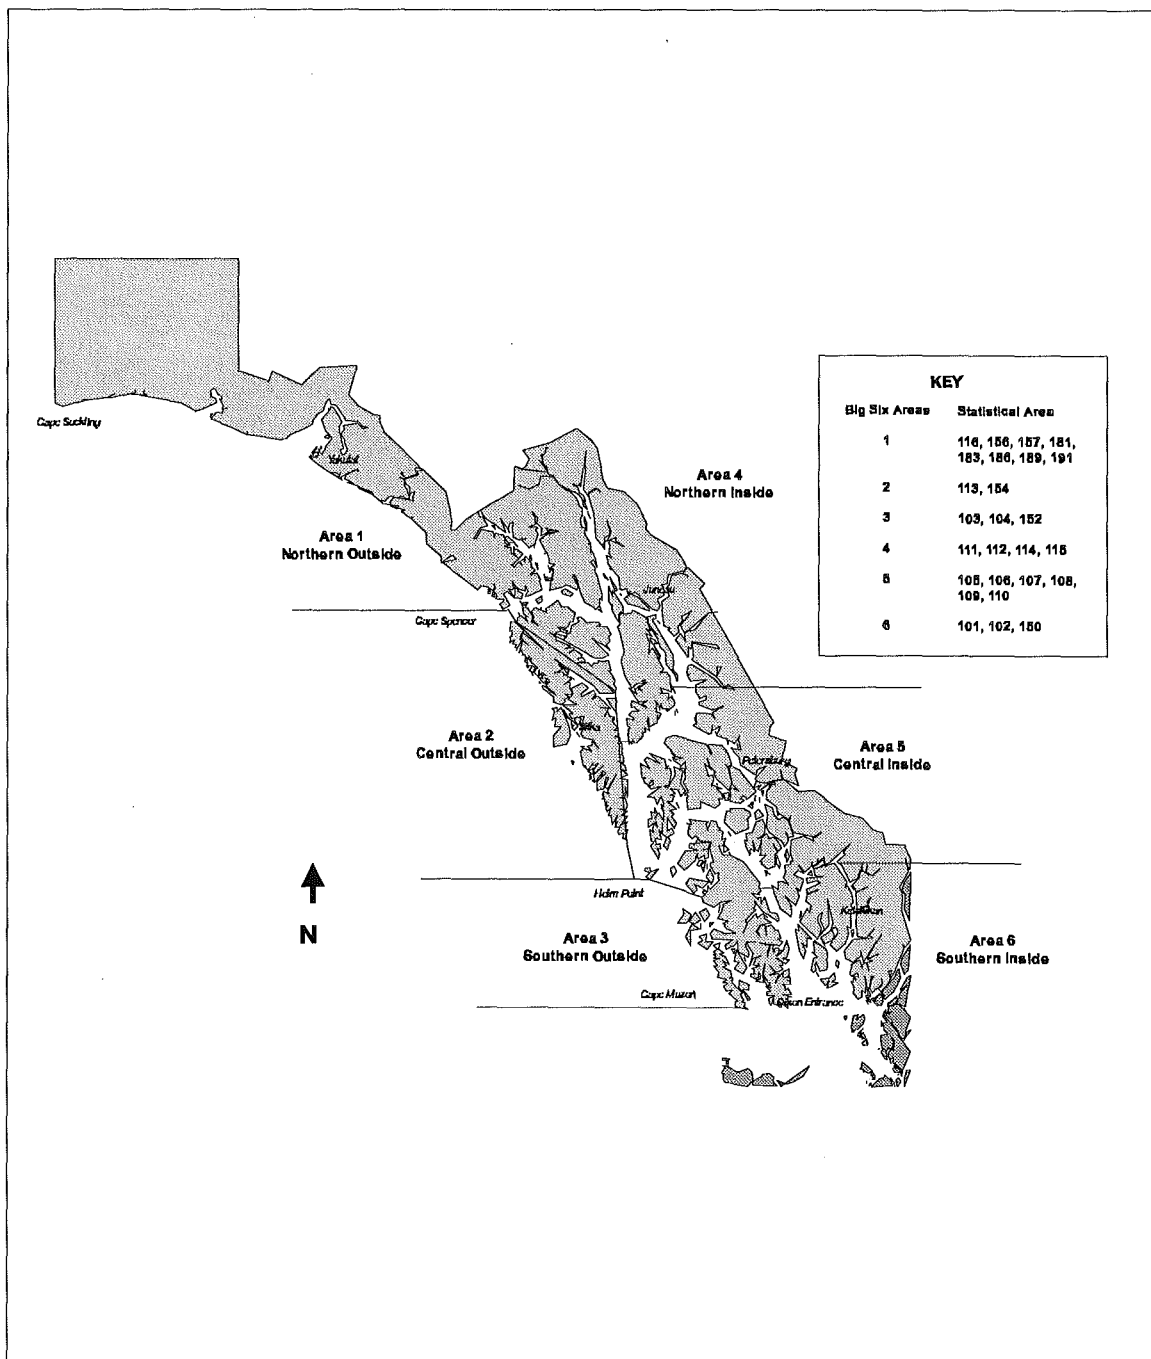 KEY
Big Six Areas Statistical Area
1 116, 156, 157, 181,
183, 186, 189, 191
2 113, 154
3 103, 104, 152
4 111, 112, 114, 115
5 105, 106, 107, 108,
109, 110
6 101, 102, 150
Cape Suckling
Yakutat
Area 4
Northern Inside
Area 1
Northern Outside
Juneau
Cape Spencer
Sitka
Area 2
Central Outside
Area 5
Central Inside
Petersburg
Helm Point
Ketchikan
N
Area 3
Southern Outside
Area 6
Southern Inside
Cape Muzon
Dixon Entrance